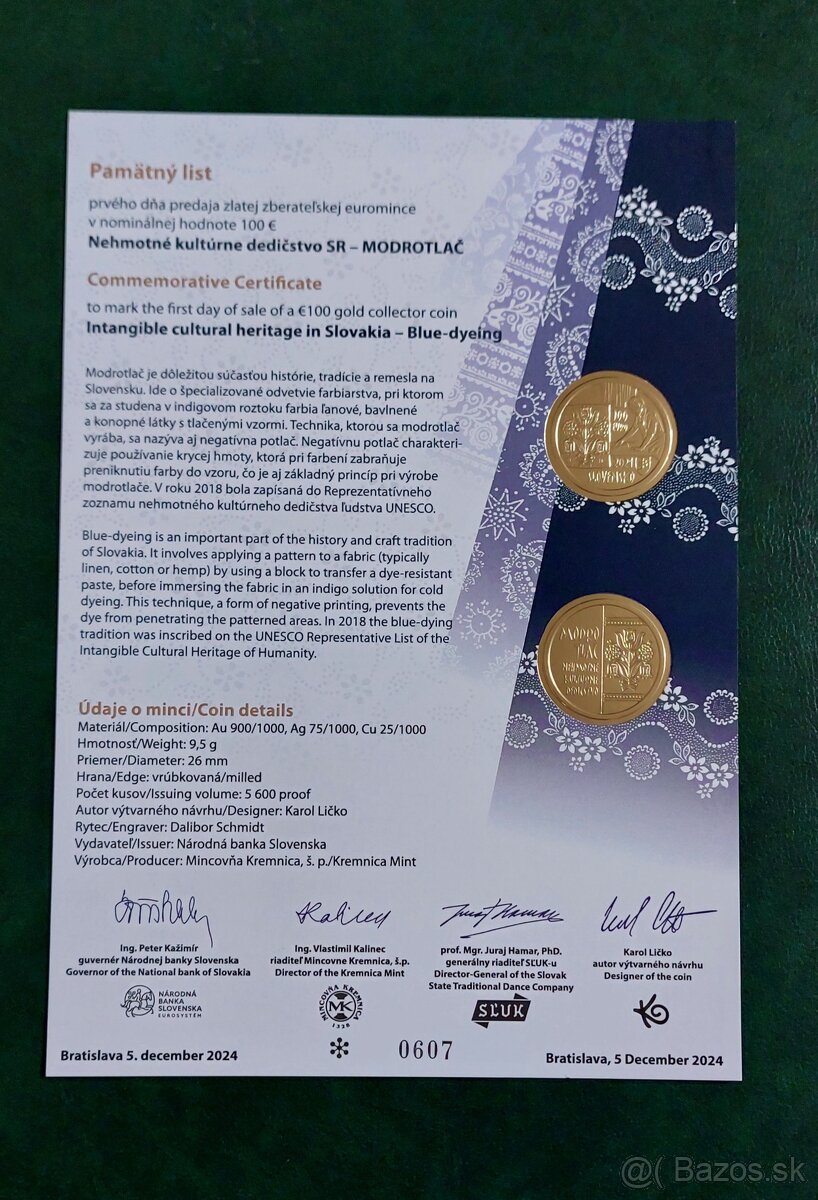 Pamätný list
prvého dňa predaja zlatej zberateľskej euromince
v nominálnej hodnote 100 €
Nehmotné kultúrne dedičstvo SR – MODROTLAČ
Commemorative Certificate
to mark the first day of sale of a €100 gold collector coin
Intangible cultural heritage in Slovakia – Blue-dyeing
Modrotlač je dôležitou súčasťou histórie, tradície a remesla na
Slovensku. Ide o špecializované odvetvie farbiarstva, pri ktorom
sa za studena v indigovom roztoku farbia ľanové, bavlnené
a konopné látky s tlačenými vzormi. Technika, ktorou sa modrotlač
vyrába, sa nazýva aj negatívna potlač. Negatívnu potlač charakteri-
zuje používanie krycej hmoty, ktorá pri farbení zabraňuje
preniknutiu farby do vzoru, čo je aj základný princíp pri výrobe
modrotlače. V roku 2018 bola zapísaná do Reprezentatívneho
zoznamu nehmotného kultúrneho dedičstva ľudstva UNESCO.
Blue-dyeing is an important part of the history and craft tradition
of Slovakia. It involves applying a pattern to a fabric (typically
linen, cotton or hemp) by using a block to transfer a dye-resistant
paste, before immersing the fabric in an indigo solution for cold
dyeing. This technique, a form of negative printing, prevents the
dye from penetrating the patterned areas. In 2018 the blue-dying
tradition was inscribed on the UNESCO Representative List of the
Intangible Cultural Heritage of Humanity.
100
EURO
2024
SLOVENSKO
MODRO
TLAČ
NEHMOTNÉ
KULTÚRNE
DEDIČSTVO
Údaje o minci/Coin details
Materiál/Composition: Au 900/1000, Ag 75/1000, Cu 25/1000
Hmotnosť/Weight: 9,5 g
Priemer/Diameter: 26 mm
Hrana/Edge: vrúbkovaná/milled
Počet kusov/Issuing volume: 5 600 proof
Autor výtvarného návrhu/Designer: Karol Ličko
Rytec/Engraver: Dalibor Schmidt
Vydavateľ/Issuer: Národná banka Slovenska
Výrobca/Producer: Mincovňa Kremnica, š. p./Kremnica Mint
Ing. Peter Kažimír
guvernér Národnej banky Slovenska
Governor of the National bank of Slovakia
NÁRODNÁ
BANKA
SLOVENSKA
EUROSYSTÉM
Ing. Vlastimil Kalinec
riaditeľ Mincovne Kremnica, š.p.
Director of the Kremnica Mint
MINCOVŇA KREMNICA
MK
1328
prof. Mgr. Juraj Hamar, PhD.
generálny riaditeľ SĽUK-u
Director-General of the Slovak
State Traditional Dance Company
SĽUK
Karol Ličko
autor výtvarného návrhu
Designer of the coin
Bratislava 5. december 2024
0607
Bratislava, 5 December 2024
@( Bazos.sk